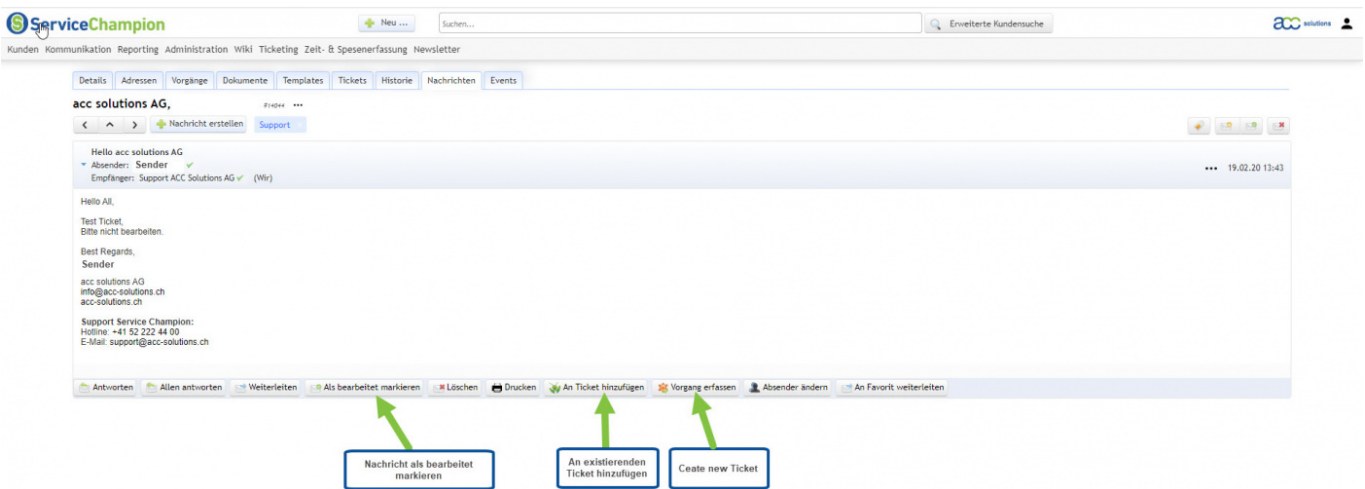 ServiceChampion
Neu ...
Suchen...
Erweiterte Kundensuche
acc solutions
Kunden Kommunikation Reporting Administration Wiki Ticketing Zeit- & Spesenerfassung Newsletter
Details Adressen Vorgänge Dokumente Templates Tickets Historie Nachrichten Events
acc solutions AG,
Nachricht erstellen Support
Hello acc solutions AG
Absender: Sender
19.02.20 13:43
Empfänger: Support ACC Solutions AG (Wir)
Hello All,
Test Ticket,
Bitte nicht bearbeiten.
Best Regards,
Sender
acc solutions AG
info@acc-solutions.ch
acc-solutions.ch
Support Service Champion:
Hotline: +41 52 222 44 00
E-Mail: support@acc-solutions.ch
Antworten Allen antworten Weiterleiten Als bearbeitet markieren Löschen Drucken An Ticket hinzufügen Vorgang erfassen Absender ändern An Favorit weiterleiten
Nachricht als bearbeitet
markieren
An existierenden
Ticket hinzufügen
Ceate new Ticket